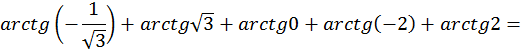 arctg(−1/√3) + arctg√3 + arctg0 + arctg(−2) + arctg2 =